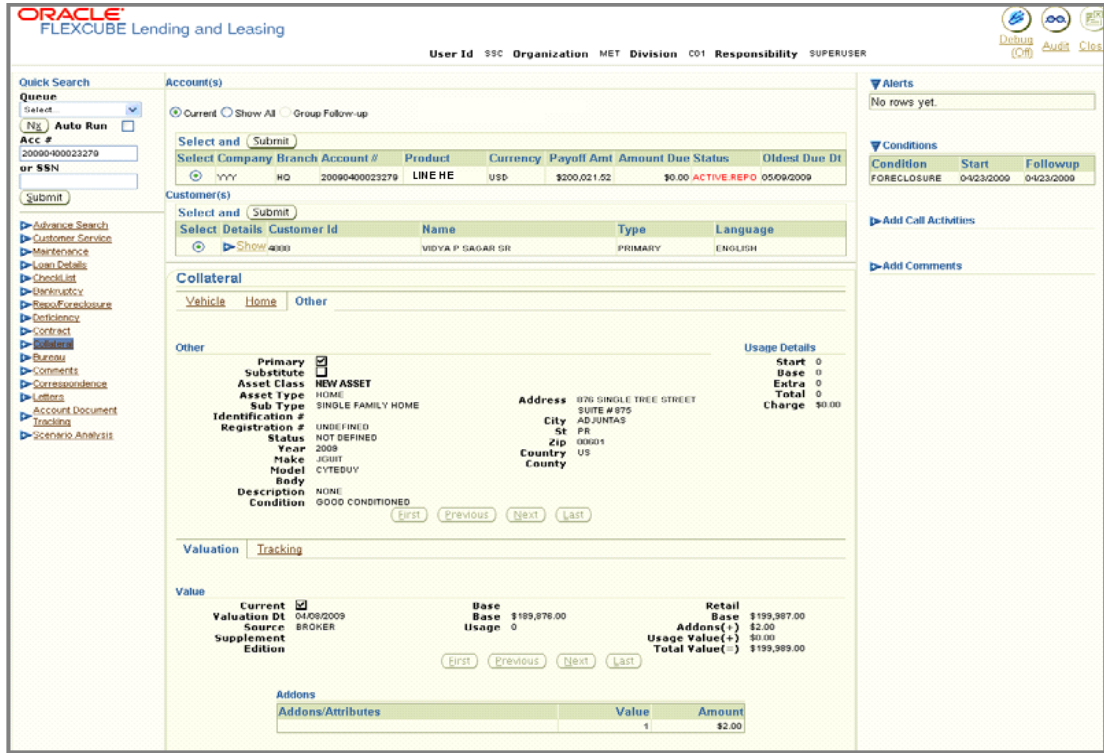 ORACLE
FLEXCUBE Lending and Leasing
Debug (Off)
Audit
User Id SSC Organization MET Division C01 Responsibility SUPERUSER
Quick Search
Queue
Select...
Nx Auto Run
Acc #
20090400023279
or SSN
Submit
Advance Search
Customer Service
Maintenance
Loan Details
CheckList
Bankruptcy
Repo/Foreclosure
Deficiency
Contract
Collateral
Bureau
Comments
Correspondence
Letters
Account Document
Tracking
Scenario Analysis
Account(s)
Current Show All Group Follow-up
Select and Submit
Select Company Branch Account # Product Currency Payoff Amt Amount Due Status Oldest Due Dt
YYY HQ 20090400023279 LINE HE USD $200,021.52 $0.00 ACTIVE:REPO 05/09/2009
Customer(s)
Select and Submit
Select Details Customer Id Name Type Language
Show 4000 VIDYA P SAGAR SR PRIMARY ENGLISH
Collateral
Vehicle Home Other
Other
Primary
Substitute
Asset Class NEW ASSET
Asset Type HOME
Sub Type SINGLE FAMILY HOME
Identification #
Registration # UNDEFINED
Status NOT DEFINED
Year 2009
Make JGUIT
Model CYTEDUY
Body
Description NONE
Condition GOOD CONDITIONED
Address 876 SINGLE TREE STREET
SUITE # 875
City ADJUNTAS
St PR
Zip 00601
Country US
County
Usage Details
Start 0
Base 0
Extra 0
Total 0
Charge $0.00
First Previous Next Last
Valuation Tracking
Value
Current
Valuation Dt 04/08/2009
Source BROKER
Supplement
Edition
Base
Base $189,876.00
Usage 0
Retail
Base $199,987.00
Addons(+) $2.00
Usage Value(+) $0.00
Total Value(=) $199,989.00
First Previous Next Last
Addons
Addons/Attributes Value Amount
1 $2.00
Alerts
No rows yet.
Conditions
Condition Start Followup
FORECLOSURE 04/23/2009 04/23/2009
Add Call Activities
Add Comments